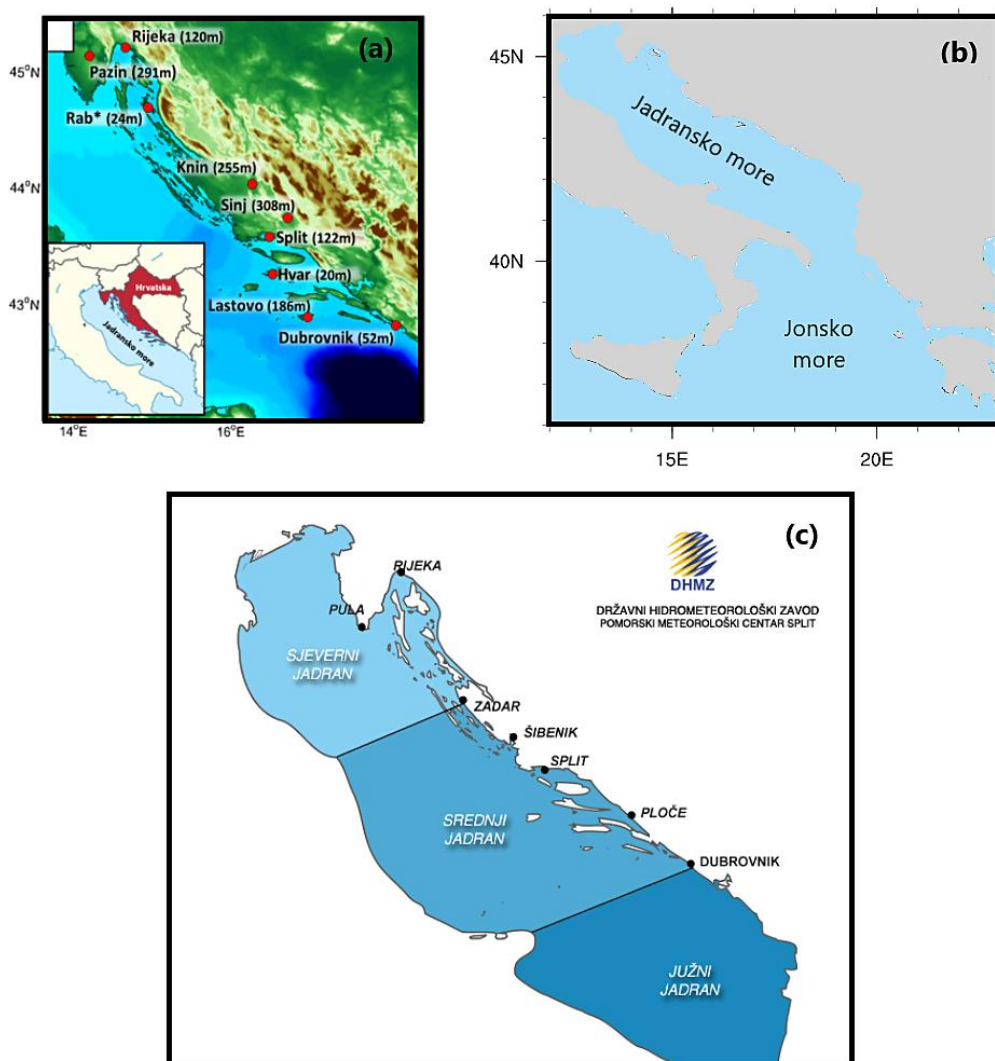 (a)
Rijeka (120m)
45°N
Pazin (291m)
Rab* (24m)
Knin (255m)
44°N
Sinj (308m)
Split (122m)
Hvar (20m)
Hrvatska
43°N
Lastovo (186m)
Jadransko more
Dubrovnik (52m)
14°E
16°E
(b)
45N
Jadransko more
40N
Jonsko
more
15E
20E
(c)
RIJEKA
DHMZ
DRŽAVNI HIDROMETEOROLOŠKI ZAVOD
POMORSKI METEOROLOŠKI CENTAR SPLIT
PULA
SJEVERNI
JADRAN
ZADAR
ŠIBENIK
SPLIT
PLOČE
SREDNJI
JADRAN
DUBROVNIK
JUŽNI
JADRAN